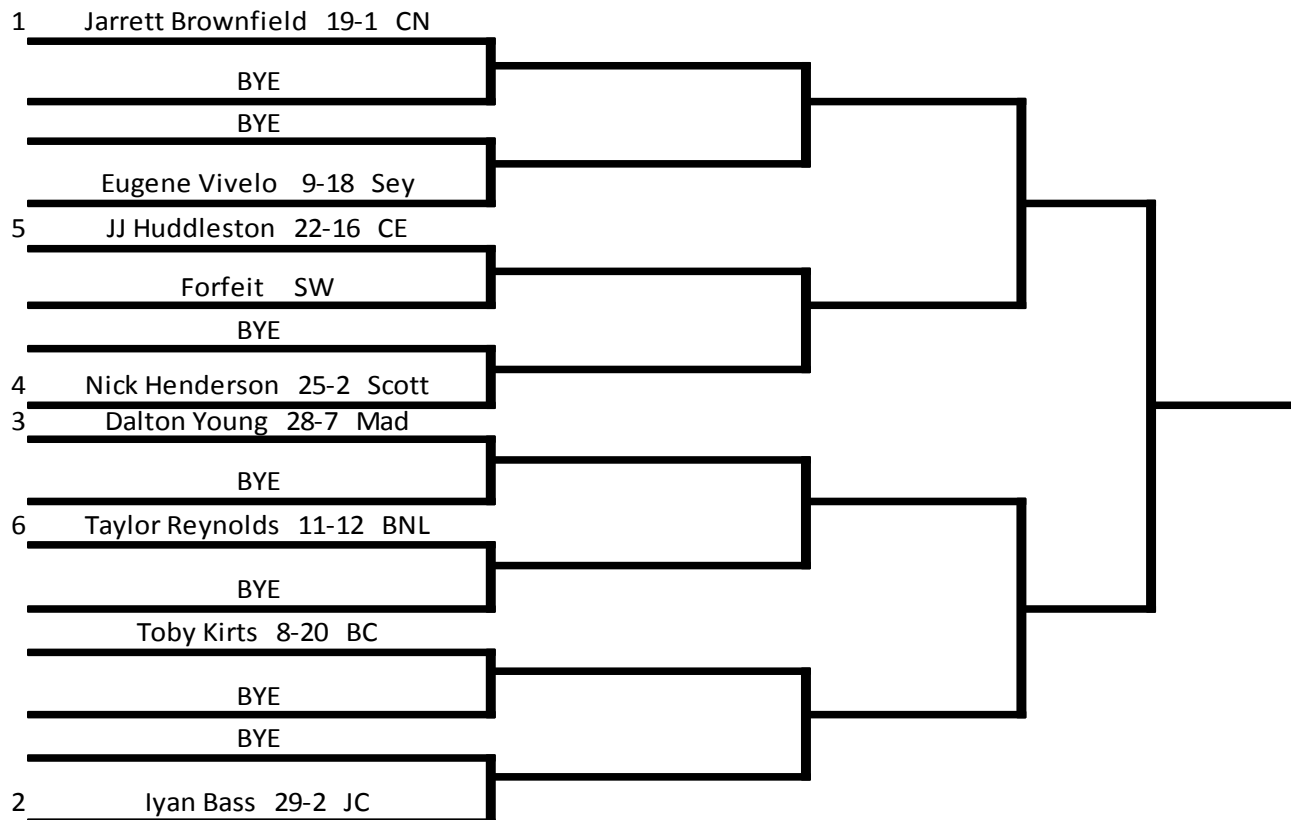 1 Jarrett Brownfield 19-1 CN
BYE
BYE
Eugene Vivelo 9-18 Sey
5 JJ Huddleston 22-16 CE
Forfeit SW
BYE
4 Nick Henderson 25-2 Scott
3 Dalton Young 28-7 Mad
BYE
6 Taylor Reynolds 11-12 BNL
BYE
Toby Kirts 8-20 BC
BYE
BYE
2 Iyan Bass 29-2 JC